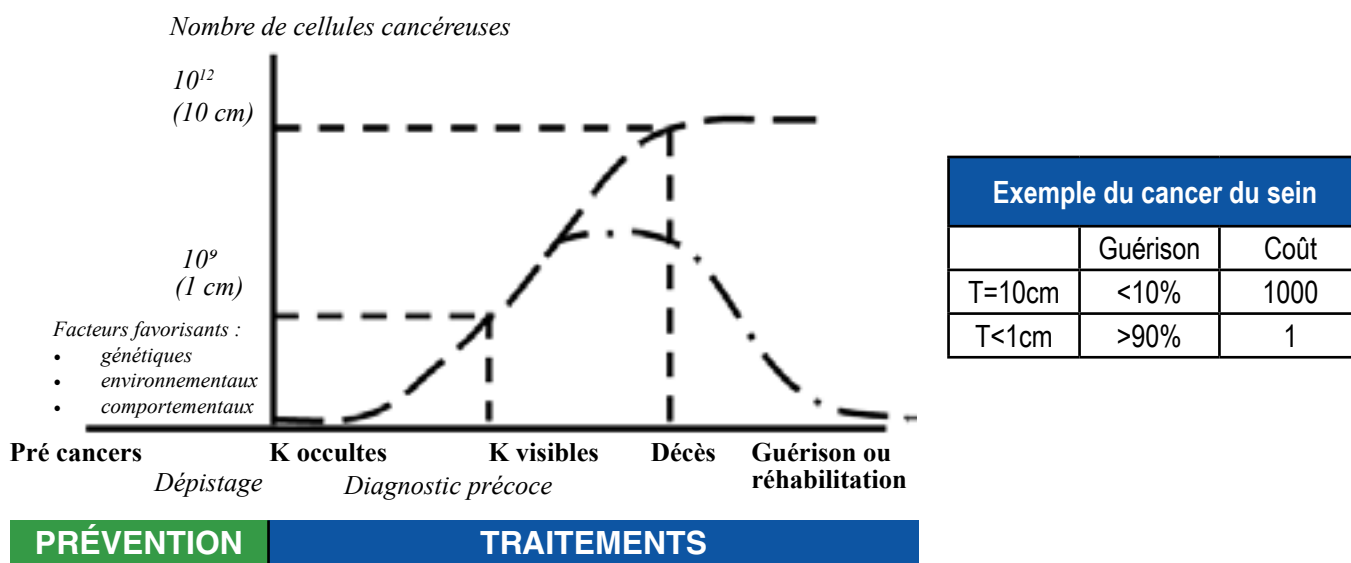 Nombre de cellules cancéreuses
10¹²
(10 cm)
10⁹
(1 cm)
Facteurs favorisants :
• génétiques
• environnementaux
• comportementaux
Pré cancers K occultes K visibles Décès Guérison ou
réhabilitation
Dépistage Diagnostic précoce
PRÉVENTION TRAITEMENTS
Exemple du cancer du sein
Guérison Coût
T=10cm <10% 1000
T<1cm >90% 1